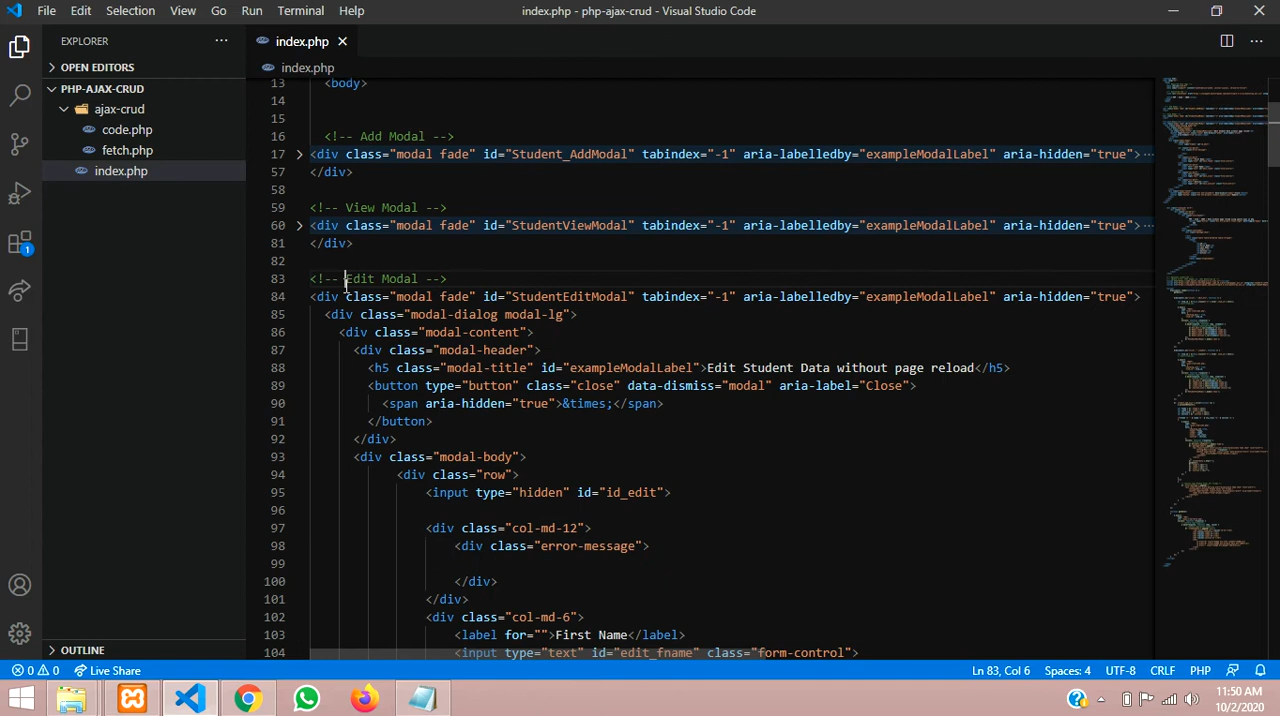 File Edit Selection View Go Run Terminal Help index.php - php-ajax-crud - Visual Studio Code
EXPLORER
OPEN EDITORS
PHP-AJAX-CRUD
ajax-crud
code.php
fetch.php
index.php
OUTLINE
1
index.php
index.php
13 <body>
14
15
16 <!-- Add Modal -->
17 <div class="modal fade" id="Student_AddModal" tabindex="-1" aria-labelledby="exampleModalLabel" aria-hidden="true">···
57 </div>
58
59 <!-- View Modal -->
60 <div class="modal fade" id="StudentViewModal" tabindex="-1" aria-labelledby="exampleModalLabel" aria-hidden="true">···
81 </div>
82
83 <!-- Edit Modal -->
84 <div class="modal fade" id="StudentEditModal" tabindex="-1" aria-labelledby="exampleModalLabel" aria-hidden="true">
85 <div class="modal-dialog modal-lg">
86 <div class="modal-content">
87 <div class="modal-header">
88 <h5 class="modal-title" id="exampleModalLabel">Edit JStudent Data without page reload</h5>
89 <button type="button" class="close" data-dismiss="modal" aria-label="Close">
90 <span aria-hidden="true">&times;</span>
91 </button>
92 </div>
93 <div class="modal-body">
94 <div class="row">
95 <input type="hidden" id="id_edit">
96
97 <div class="col-md-12">
98 <div class="error-message">
99
100 </div>
101 </div>
102 <div class="col-md-6">
103 <label for="">First Name</label>
104 <input type="text" id="edit_fname" class="form-control">
0 0 Live Share Ln 83, Col 6 Spaces: 4 UTF-8 CRLF PHP
11:50 AM
10/2/2020